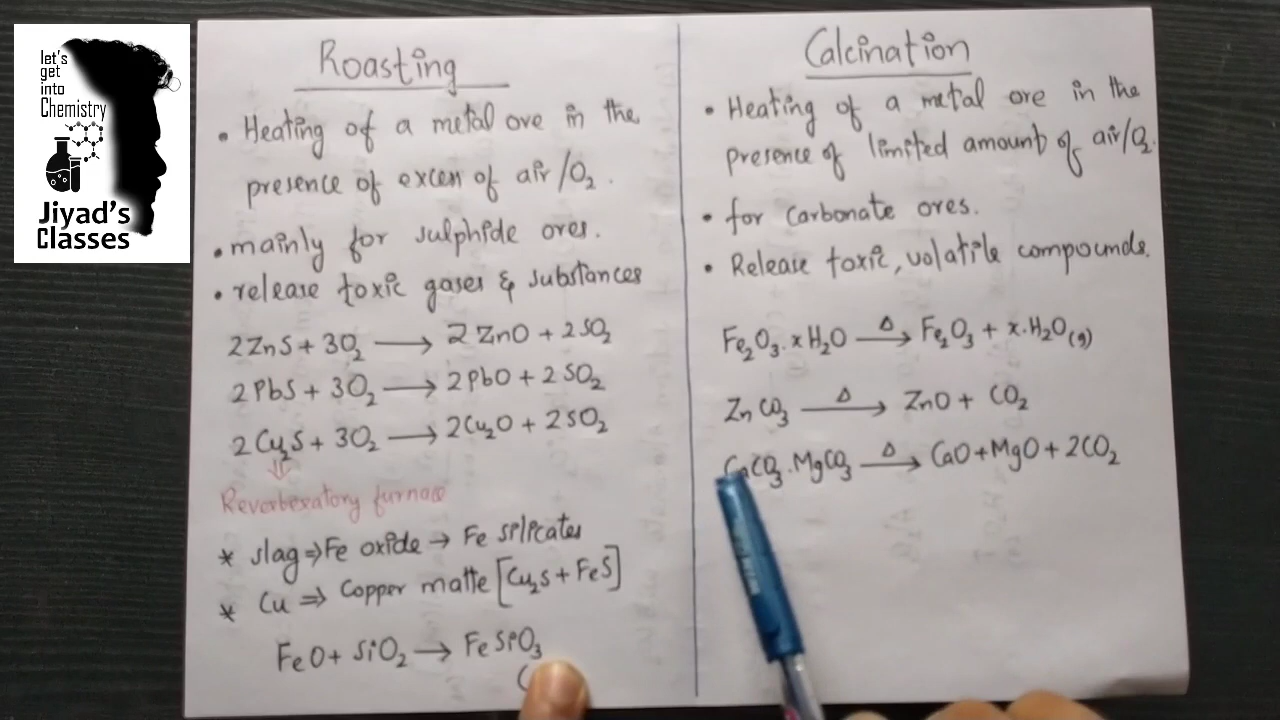 let's
get
into
Chemistry
Jiyad's
Classes
Roasting
• Heating of a metal ore in the
presence of excess of air/O₂.
• mainly for sulphide ores.
• release toxic gases & substances
2ZnS + 3O₂ → 2ZnO + 2SO₂
2PbS + 3O₂ → 2PbO + 2SO₂
2Cu₂S + 3O₂ → 2Cu₂O + 2SO₂
⇓
Reverberatory furnace
* slag ⇒ Fe oxide → Fe silicates
* Cu ⇒ Copper matte [Cu₂S + FeS]
FeO + SiO₂ → FeSiO₃
(
Calcination
• Heating of a metal ore in the
presence of limited amount of air/O₂.
• for Carbonate ores.
• Release toxic, volatile compounds.
Fe₂O₃.xH₂O —Δ→ Fe₂O₃ + x.H₂O(g)
ZnCO₃ —Δ→ ZnO + CO₂
CaCO₃.MgCO₃ —Δ→ CaO + MgO + 2CO₂